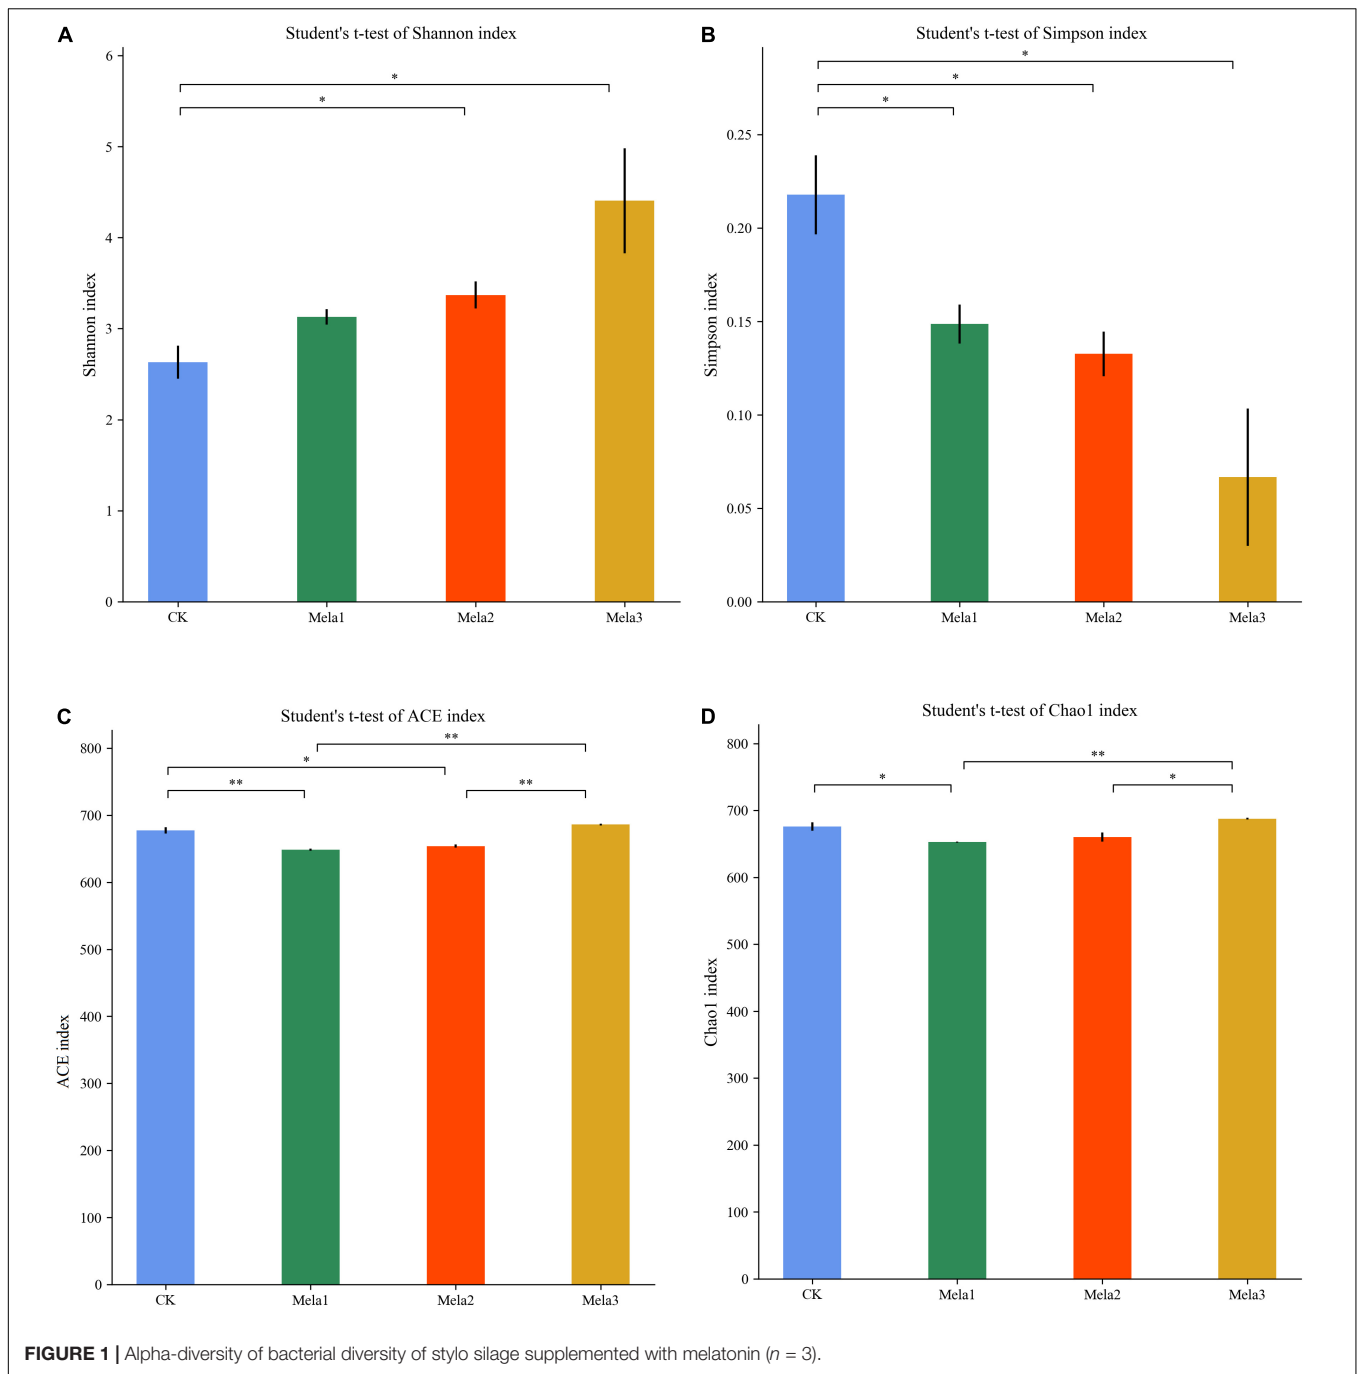 A
Student's t-test of Shannon index
6
5
4
3
2
1
0
Shannon index
*
*
CK Mela1 Mela2 Mela3
B
Student's t-test of Simpson index
0.25
0.20
0.15
0.10
0.05
0.00
Simpson index
*
*
*
CK Mela1 Mela2 Mela3
C
Student's t-test of ACE index
800
700
600
500
400
300
200
100
0
ACE index
**
*
** **
CK Mela1 Mela2 Mela3
D
Student's t-test of Chao1 index
800
700
600
500
400
300
200
100
0
Chao1 index
**
* *
CK Mela1 Mela2 Mela3
FIGURE 1 | Alpha-diversity of bacterial diversity of stylo silage supplemented with melatonin (n = 3).